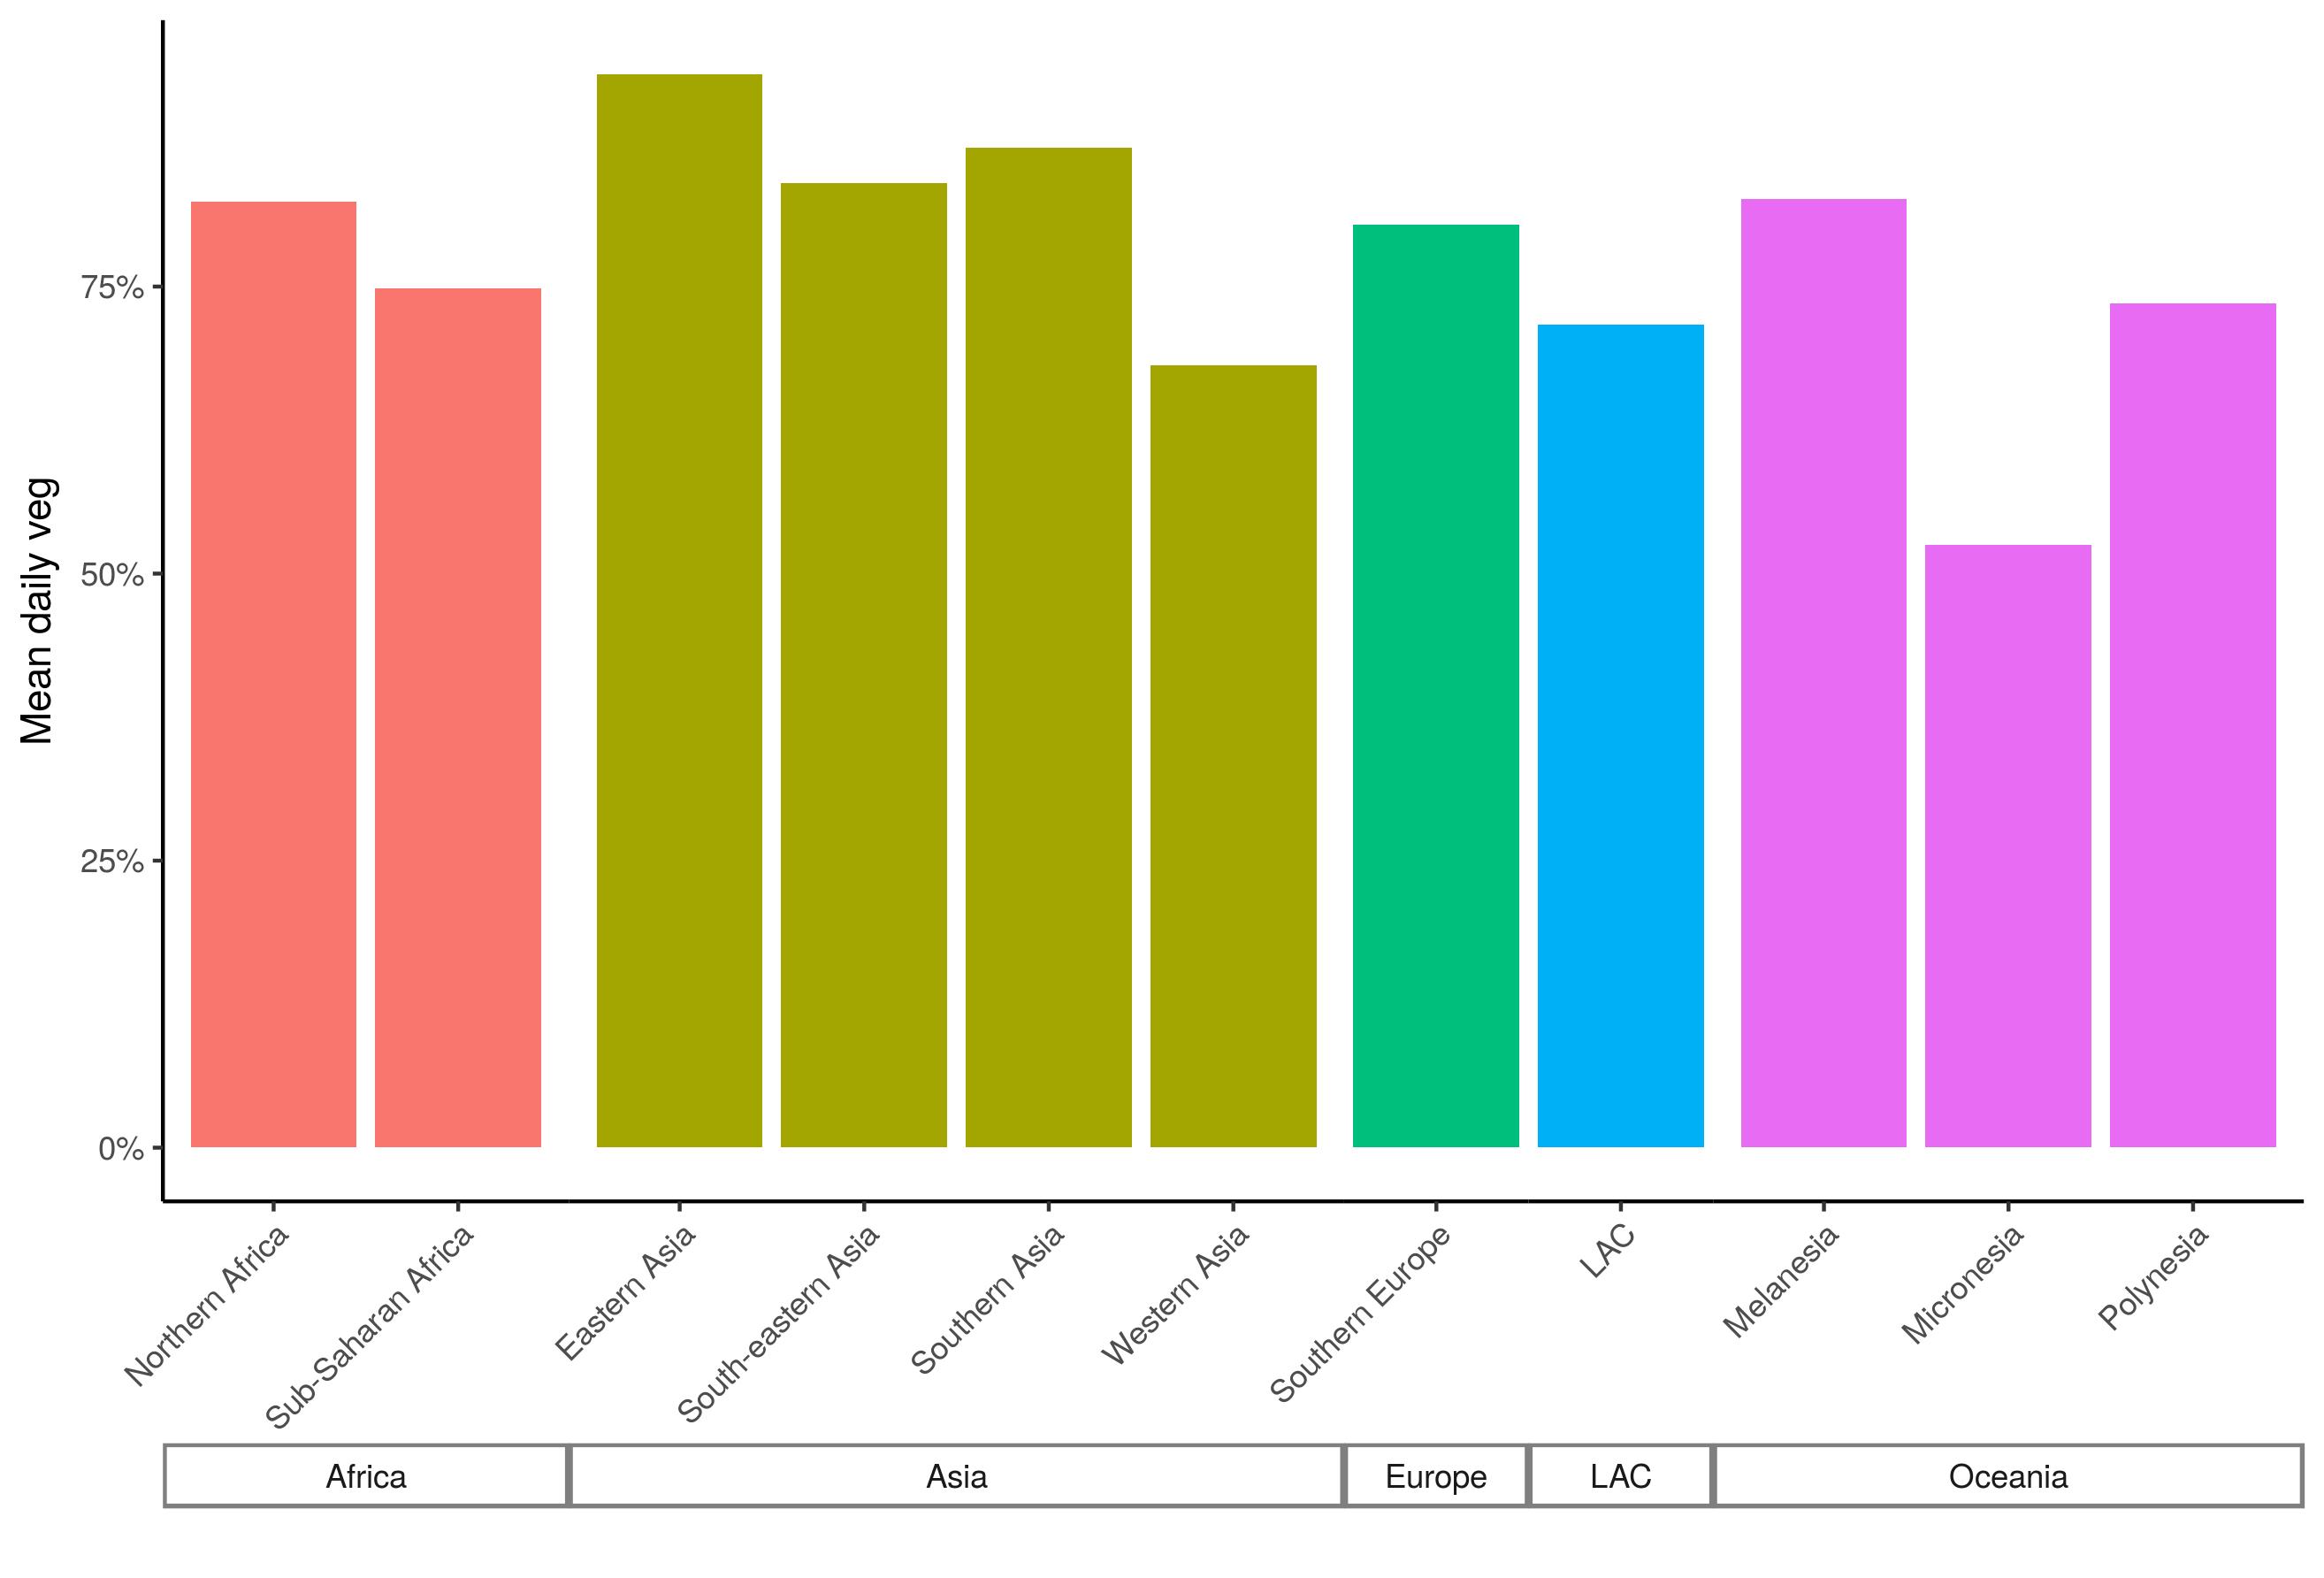 Mean daily veg
75%
50%
25%
0%
Northern Africa
Sub-Saharan Africa
Eastern Asia
South-eastern Asia
Southern Asia
Western Asia
Southern Europe
LAC
Melanesia
Micronesia
Polynesia
Africa
Asia
Europe
LAC
Oceania